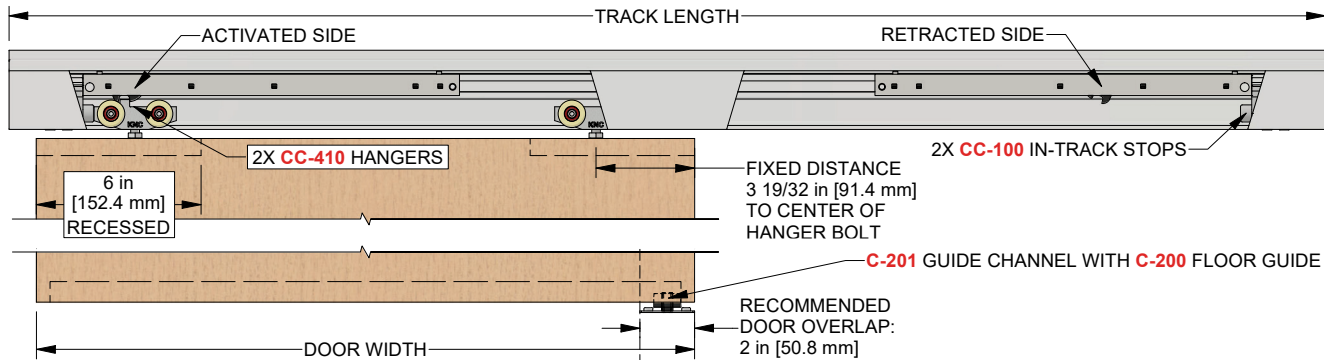 TRACK LENGTH
ACTIVATED SIDE
RETRACTED SIDE
KNC
KNC
2X CC-410 HANGERS
2X CC-100 IN-TRACK STOPS
6 in
[152.4 mm]
RECESSED
FIXED DISTANCE
3 19/32 in [91.4 mm]
TO CENTER OF
HANGER BOLT
C-201 GUIDE CHANNEL WITH C-200 FLOOR GUIDE
RECOMMENDED
DOOR OVERLAP:
2 in [50.8 mm]
DOOR WIDTH